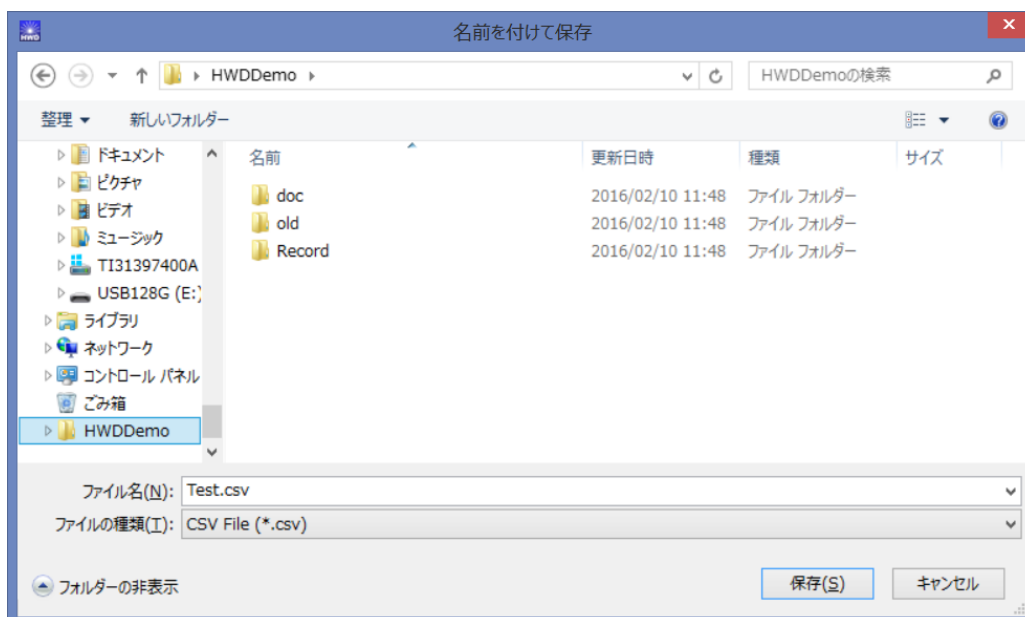 HWD
名前を付けて保存
HWDDemo
HWDDemoの検索
整理
新しいフォルダー
ドキュメント
ピクチャ
ビデオ
ミュージック
TI31397400A
USB128G (E:)
ライブラリ
ネットワーク
コントロール パネル
ごみ箱
HWDDemo
名前 更新日時 種類 サイズ
doc 2016/02/10 11:48 ファイル フォルダー
old 2016/02/10 11:48 ファイル フォルダー
Record 2016/02/10 11:48 ファイル フォルダー
ファイル名(N): Test.csv
ファイルの種類(T): CSV File (*.csv)
フォルダーの非表示
保存(S)
キャンセル